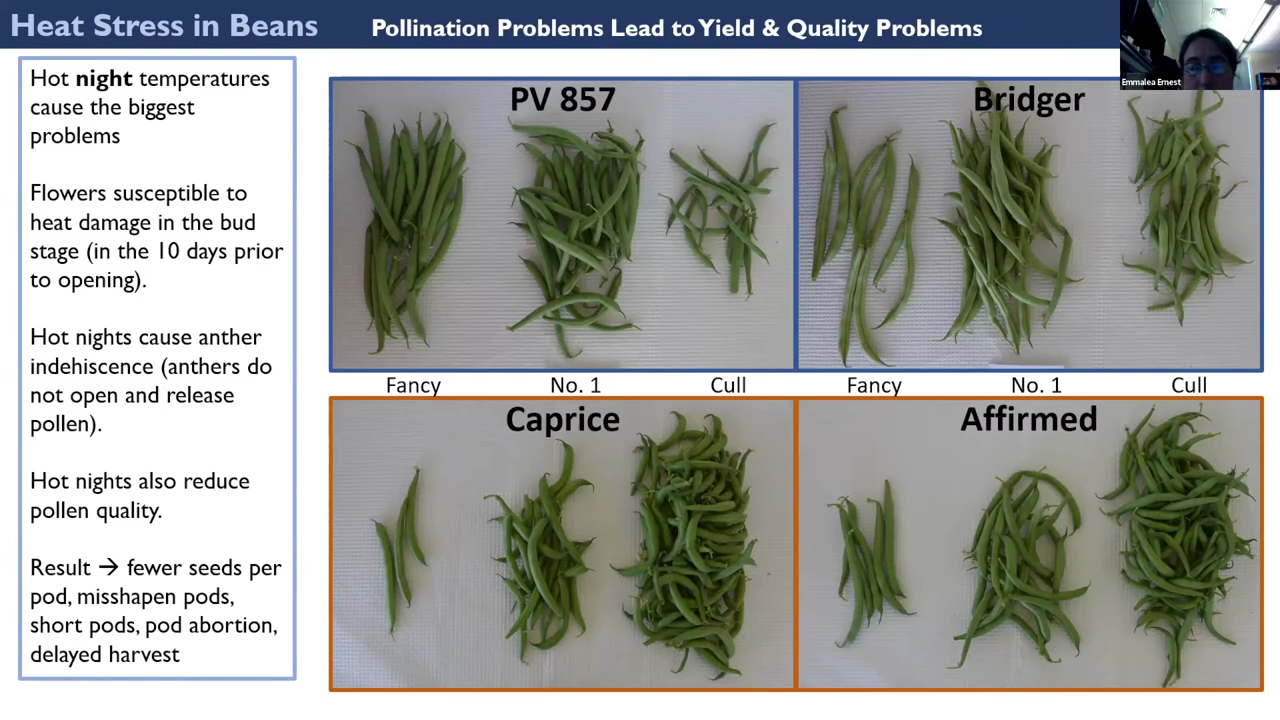 Heat Stress in Beans
Pollination Problems Lead to Yield & Quality Problems
Emmalea Ernest
Hot night temperatures
cause the biggest
problems
Flowers susceptible to
heat damage in the bud
stage (in the 10 days prior
to opening).
Hot nights cause anther
indehiscence (anthers do
not open and release
pollen).
Hot nights also reduce
pollen quality.
Result → fewer seeds per
pod, misshapen pods,
short pods, pod abortion,
delayed harvest
PV 857
Bridger
Fancy
No. 1
Cull
Fancy
No. 1
Cull
Caprice
Affirmed